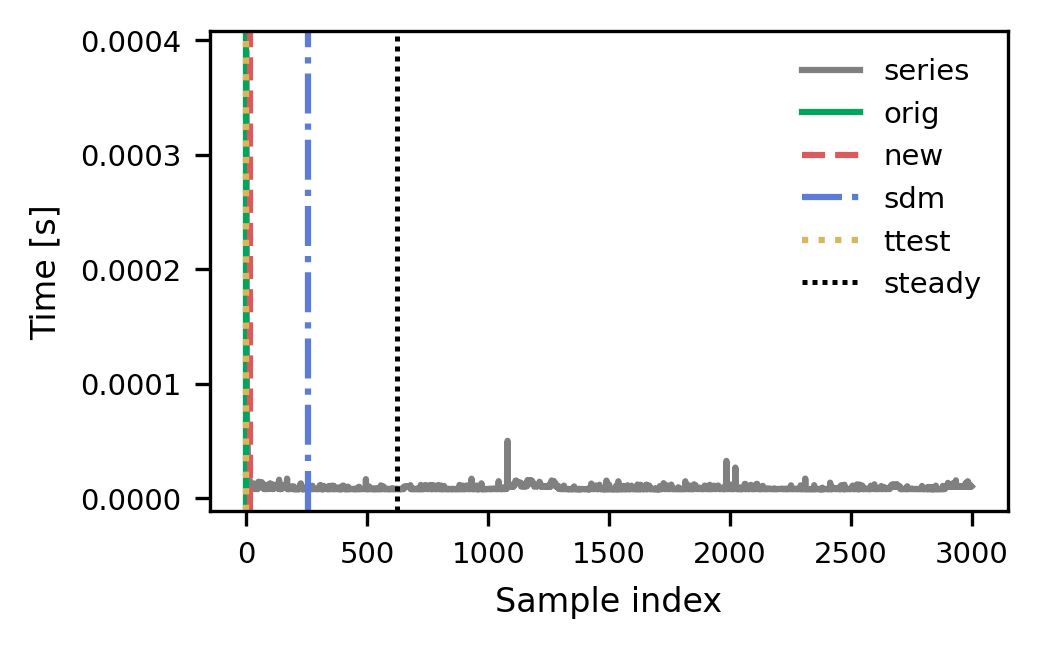 0.0004
0.0003
0.0002
0.0001
0.0000
Time [s]
series
orig
new
sdm
ttest
steady
0 500 1000 1500 2000 2500 3000
Sample index